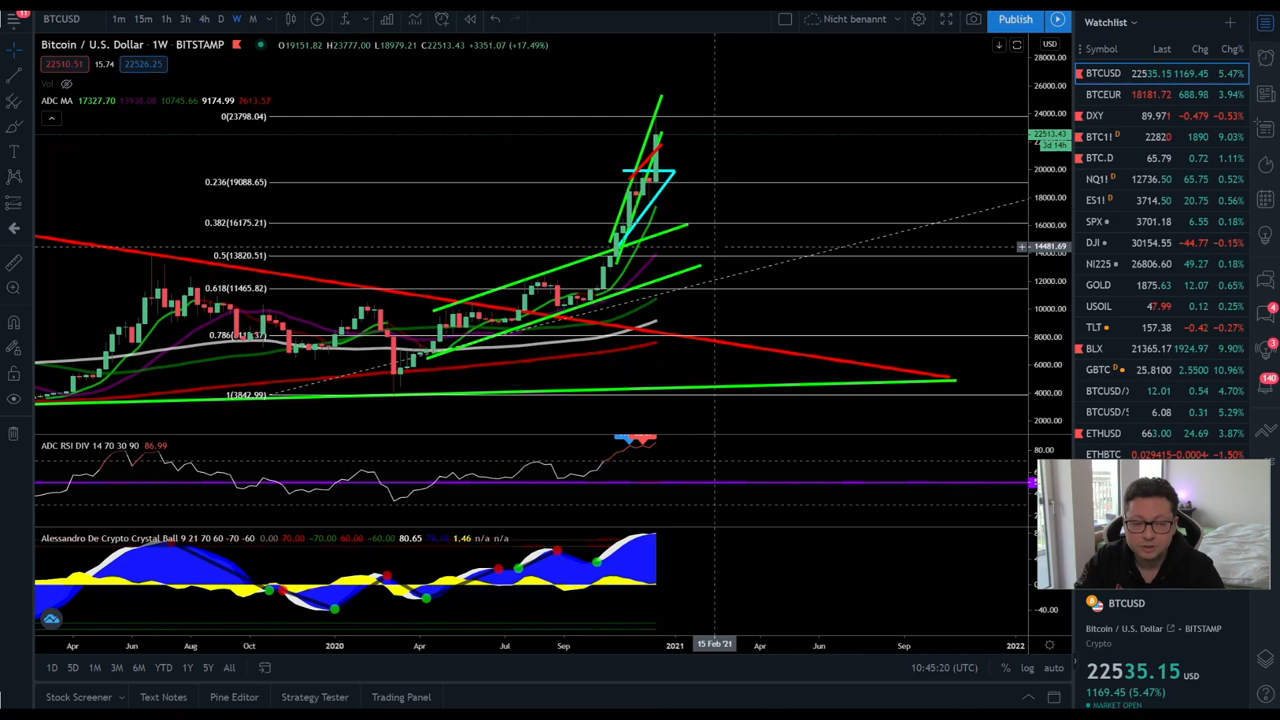 11
BTCUSD
1m 15m 1h 3h 4h D W M
Nicht benannt
Publish
Watchlist
Bitcoin / U.S. Dollar · 1W · BITSTAMP
O19151.82 H23777.00 L18979.21 C22513.43 +3351.07 (+17.49%)
22510.51 15.74 22526.25
Vol
ADC MA 17327.70 13938.08 10745.66 9174.99 7613.57
USD
28000.00
26000.00
24000.00
22513.43
3d 14h
20000.00
18000.00
16000.00
14481.69
12000.00
10000.00
8000.00
6000.00
4000.00
2000.00
0(23798.04)
0.236(19088.65)
0.382(16175.21)
0.5(13820.51)
0.618(11465.82)
1(3842.99)
ADC RSI DIV 14 70 30 90 86.99
80.00
Alessandro De Crypto Crystal Ball 9 21 70 60 -70 -60 0.00 70.00 -70.00 60.00 -60.00 80.65 1.46 n/a n/a
-40.00
Apr Jun Aug Oct 2020 Apr Jul Sep 2021 15 Feb '21 Apr Jun Sep 2022
1D 5D 1M 3M 6M YTD 1Y 5Y All
10:45:20 (UTC) % log auto
Stock Screener Text Notes Pine Editor Strategy Tester Trading Panel
Symbol Last Chg Chg%
BTCUSD 22535.15 1169.45 5.47%
BTCEUR 18181.72 688.98 3.94%
DXY 89.971 -0.479 -0.53%
BTC1! D 22820 1890 9.03%
BTC.D 65.79 0.72 1.11%
NQ1! D 12736.50 65.75 0.52%
ES1! D 3714.50 20.75 0.56%
SPX 3701.18 6.55 0.18%
DJI 30154.55 -44.77 -0.15%
NI225 26806.60 49.27 0.18%
GOLD 1875.63 12.07 0.65%
USOIL 47.99 0.12 0.25%
TLT 157.38 -0.42 -0.27%
BLX 21365.17 1924.97 9.90%
GBTC D 25.8100 2.5500 10.96%
BTCUSD/ 12.01 0.54 4.70%
BTCUSD/ 6.08 0.31 5.29%
ETHUSD 663.00 24.69 3.87%
ETHBTC 0.029415 -0.0004 -1.50%
4
3
140
BTCUSD
Bitcoin / U.S. Dollar · BITSTAMP
Crypto
22535.15 USD
1169.45 (5.47%)
MARKET OPEN